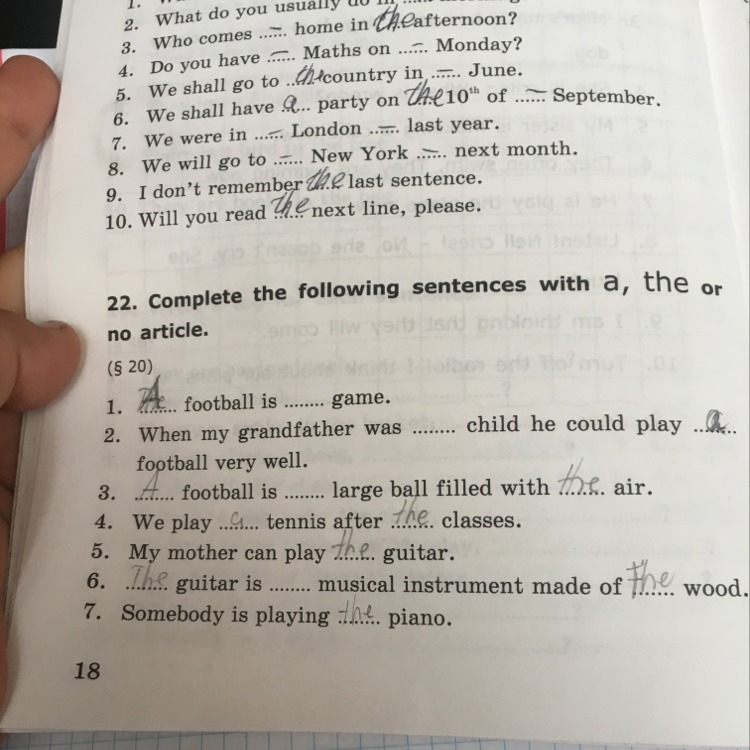 2. What do you usually do in
3. Who comes ..–.. home in the afternoon?
4. Do you have ..–.. Maths on ..–.. Monday?
5. We shall go to ..the country in ..–.. June.
6. We shall have .a... party on the 10th of ..–.. September.
7. We were in ..–.. London ..–.. last year.
8. We will go to ..–.. New York ..–.. next month.
9. I don't remember the last sentence.
10. Will you read the next line, please.
22. Complete the following sentences with a, the or
no article.
(§ 20)
1. A football is ........ game.
2. When my grandfather was ........ child he could play ..a..
football very well.
3. ..A.... football is ........ large ball filled with the air.
4. We play ..a... tennis after the classes.
5. My mother can play the guitar.
6. The guitar is ........ musical instrument made of the wood.
7. Somebody is playing the piano.
18